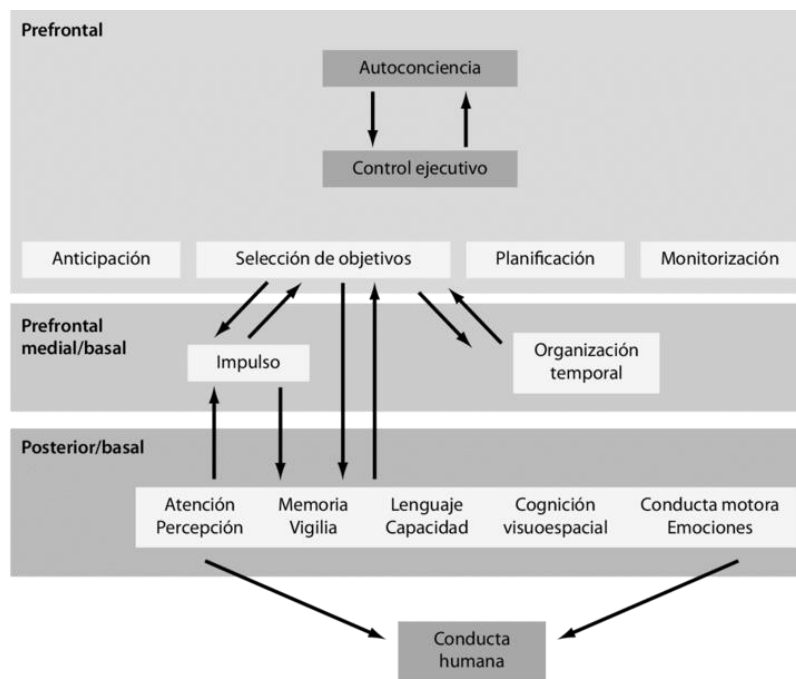 Prefrontal
Autoconciencia
Control ejecutivo
Anticipación
Selección de objetivos
Planificación
Monitorización
Prefrontal
medial/basal
Impulso
Organización
temporal
Posterior/basal
Atención
Percepción
Memoria
Vigilia
Lenguaje
Capacidad
Cognición
visuoespacial
Conducta motora
Emociones
Conducta
humana